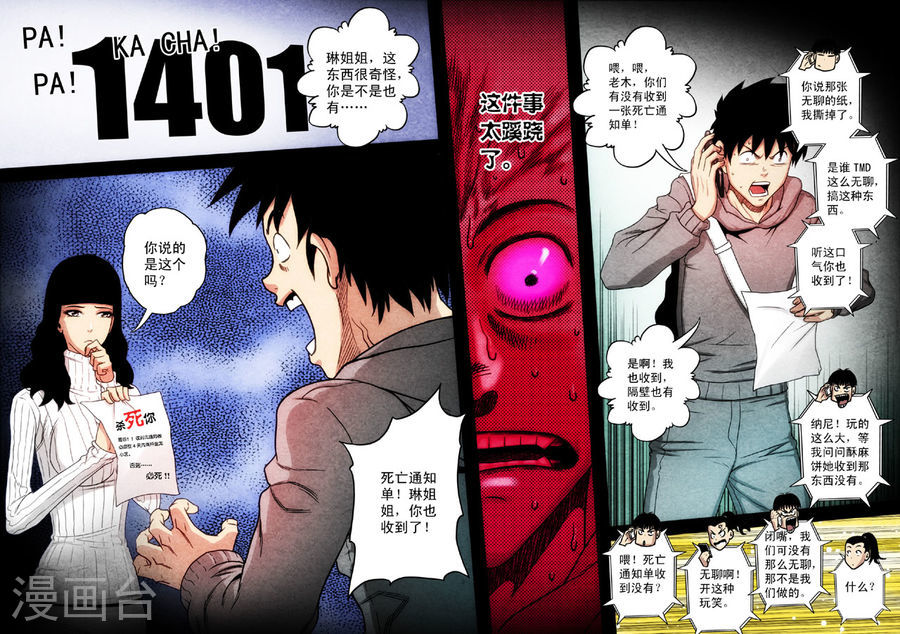 PA!
KA CHA!
PA!
1401
琳姐姐，这
东西很奇怪，
你是不是也
有……
你说的
是这个
吗？
杀死你
否则……
必死!!
死亡通知
单！琳姐
姐，你也
收到了！
这件事
太蹊跷
了。
喂，喂，
老木，你们
有没有收到
一张死亡通
知单！
你说那张
无聊的纸，
我撕掉了。
是谁 TMD
这么无聊，
搞这种东
西。
听这口
气你也
收到了！
是啊！我
也收到，
隔壁也有
收到。
纳尼！玩的
这么大，等
我问问酥麻
饼她收到那
东西没有。
喂！死亡
通知单收
到没有？
无聊啊！
开这种
玩笑。
闭嘴，我
们可没有
那么无聊，
那不是我
们做的。
什么？
漫画台